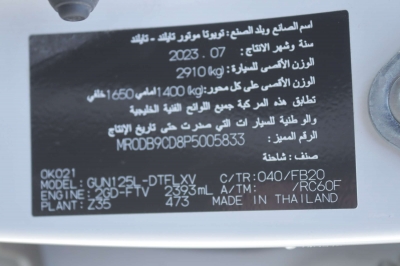 اسم الصانع وبلد الصنع: تويوتا موتور تايلند - تايلند
سنة وشهر الانتاج: 07 . 2023
الوزن الأقصى للسيارة: (kg)2910
الوزن الأقصى على كل محور: (kg)1400 أمامي 1650 خلفي
تطابق هذه المركبة جميع اللوائح الفنية الخليجية
والوطنية للسيارات التي صدرت حتى تاريخ الإنتاج
الرقم المميز: MR0DB9CD8P5005833
صنف: شاحنة
OK021
MODEL: GUN125L-DTFLXV C/TR: 040/FB20
ENGINE: 2GD-FTV 2393mL A/TM: /RC60F
PLANT: Z35 473 MADE IN THAILAND